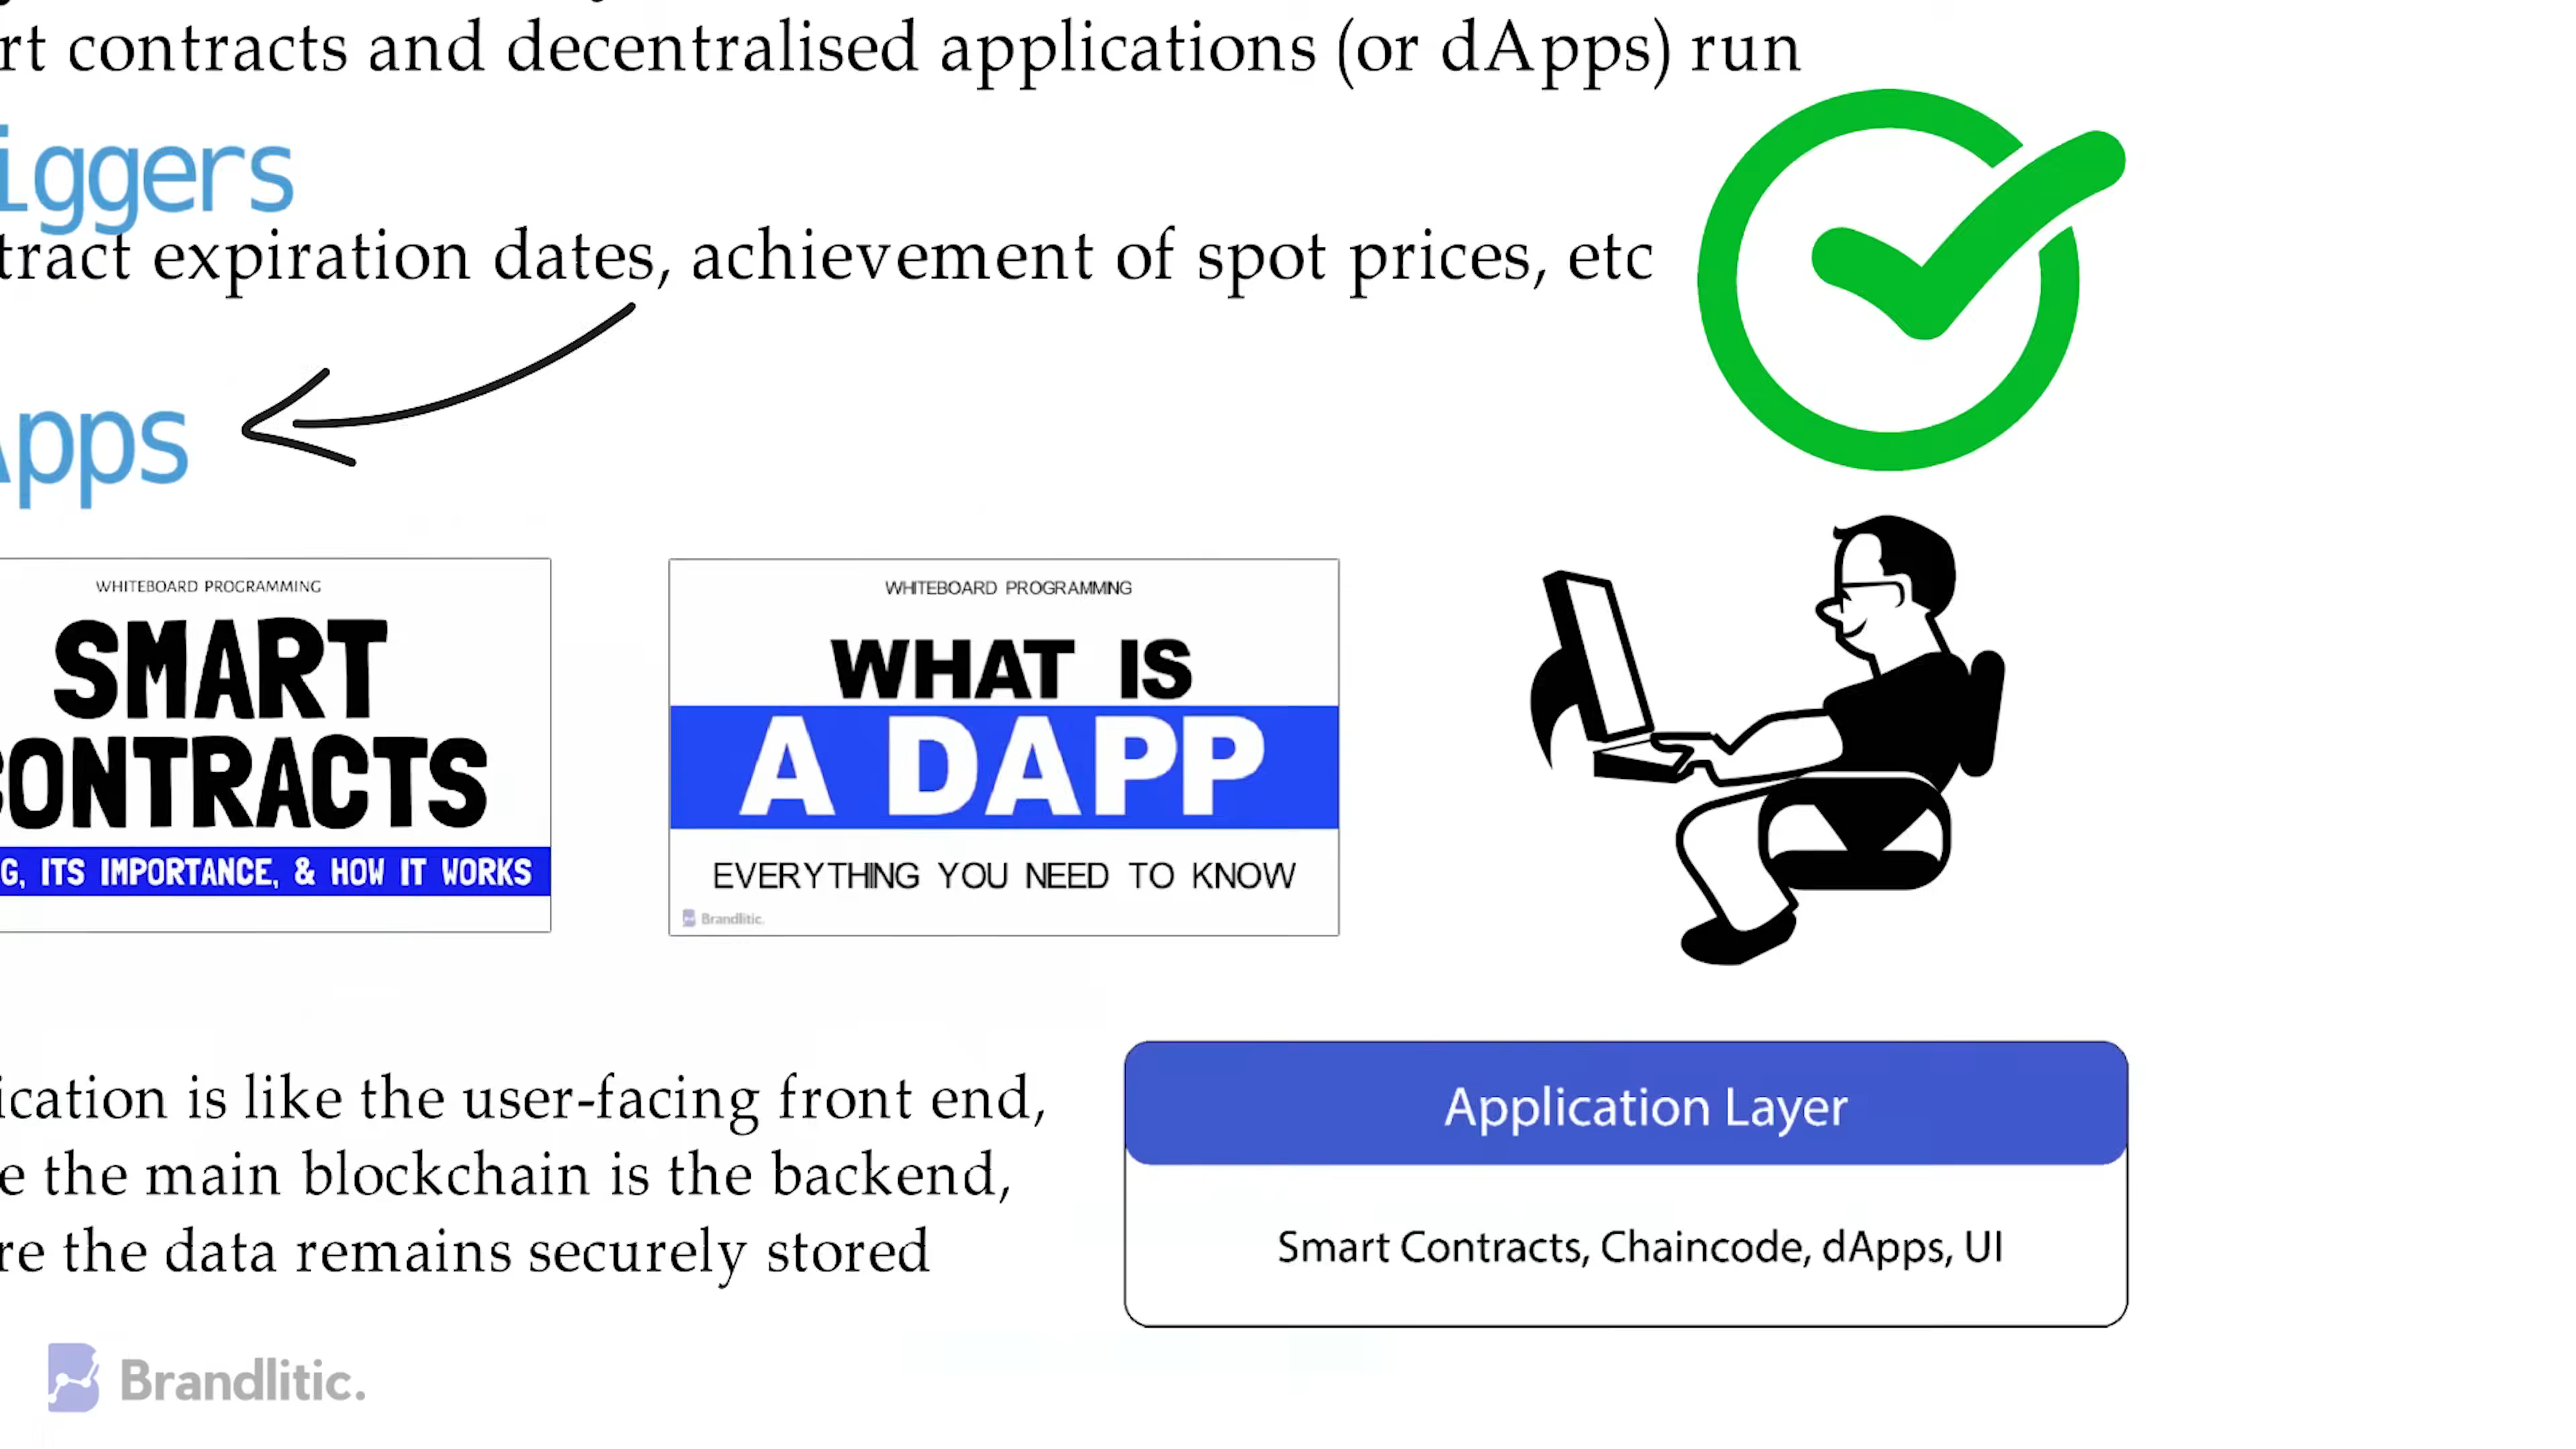 rt contracts and decentralised applications (or dApps) run
iggers
tract expiration dates, achievement of spot prices, etc
Apps
WHITEBOARD PROGRAMMING
SMART
CONTRACTS
G, ITS IMPORTANCE, & HOW IT WORKS
WHITEBOARD PROGRAMMING
WHAT IS
A DAPP
EVERYTHING YOU NEED TO KNOW
Brandlitic.
ication is like the user-facing front end,
e the main blockchain is the backend,
re the data remains securely stored
Application Layer
Smart Contracts, Chaincode, dApps, UI
Brandlitic.